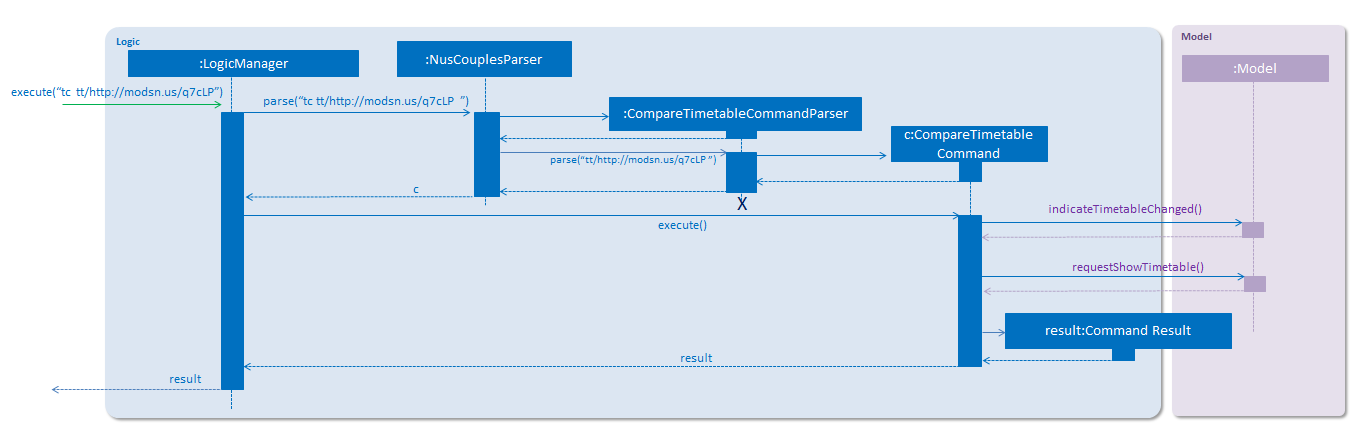 Logic
Model
:LogicManager
:NusCouplesParser
:Model
execute(“tc tt/http://modsn.us/q7cLP”)
parse(“tc tt/http://modsn.us/q7cLP ”)
:CompareTimetableCommandParser
c:CompareTimetable
Command
parse(“tt/http://modsn.us/q7cLP ”)
c
X
indicateTimetableChanged()
execute()
requestShowTimetable()
result:Command Result
result
result